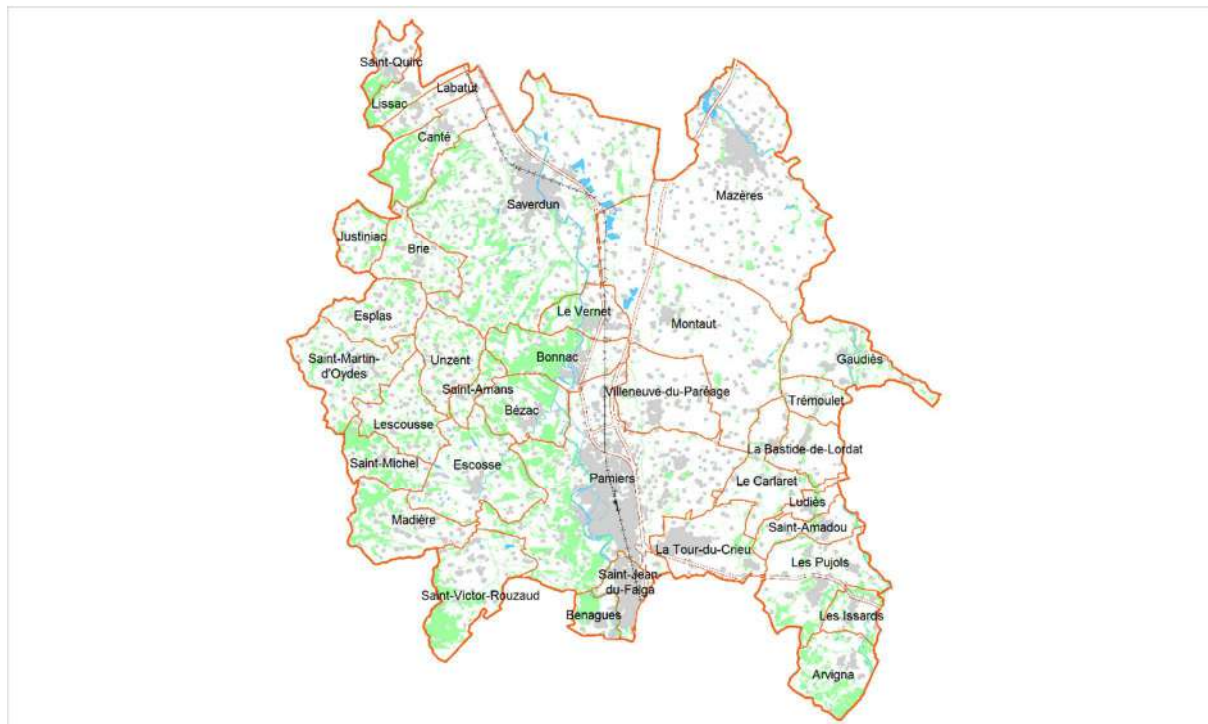 Saint-Quirc
Labatut
Lissac
Canté
Mazères
Saverdun
Justiniac
Brie
Le Vernet
Esplas
Montaut
Saint-Martin-
d'Oydes
Unzent
Bonnac
Gaudiès
Saint-Amans
Villeneuve-du-Paréage
Trémoulet
Bézac
Lescousse
La Bastide-de-Lordat
Saint-Michel
Escosse
Pamiers
Le Carlaret
Ludiès
Madière
Saint-Amadou
La Tour-du-Crieu
Les Pujols
Saint-Jean-
du-Falga
Saint-Victor-Rouzaud
Benagues
Les Issards
Arvigna